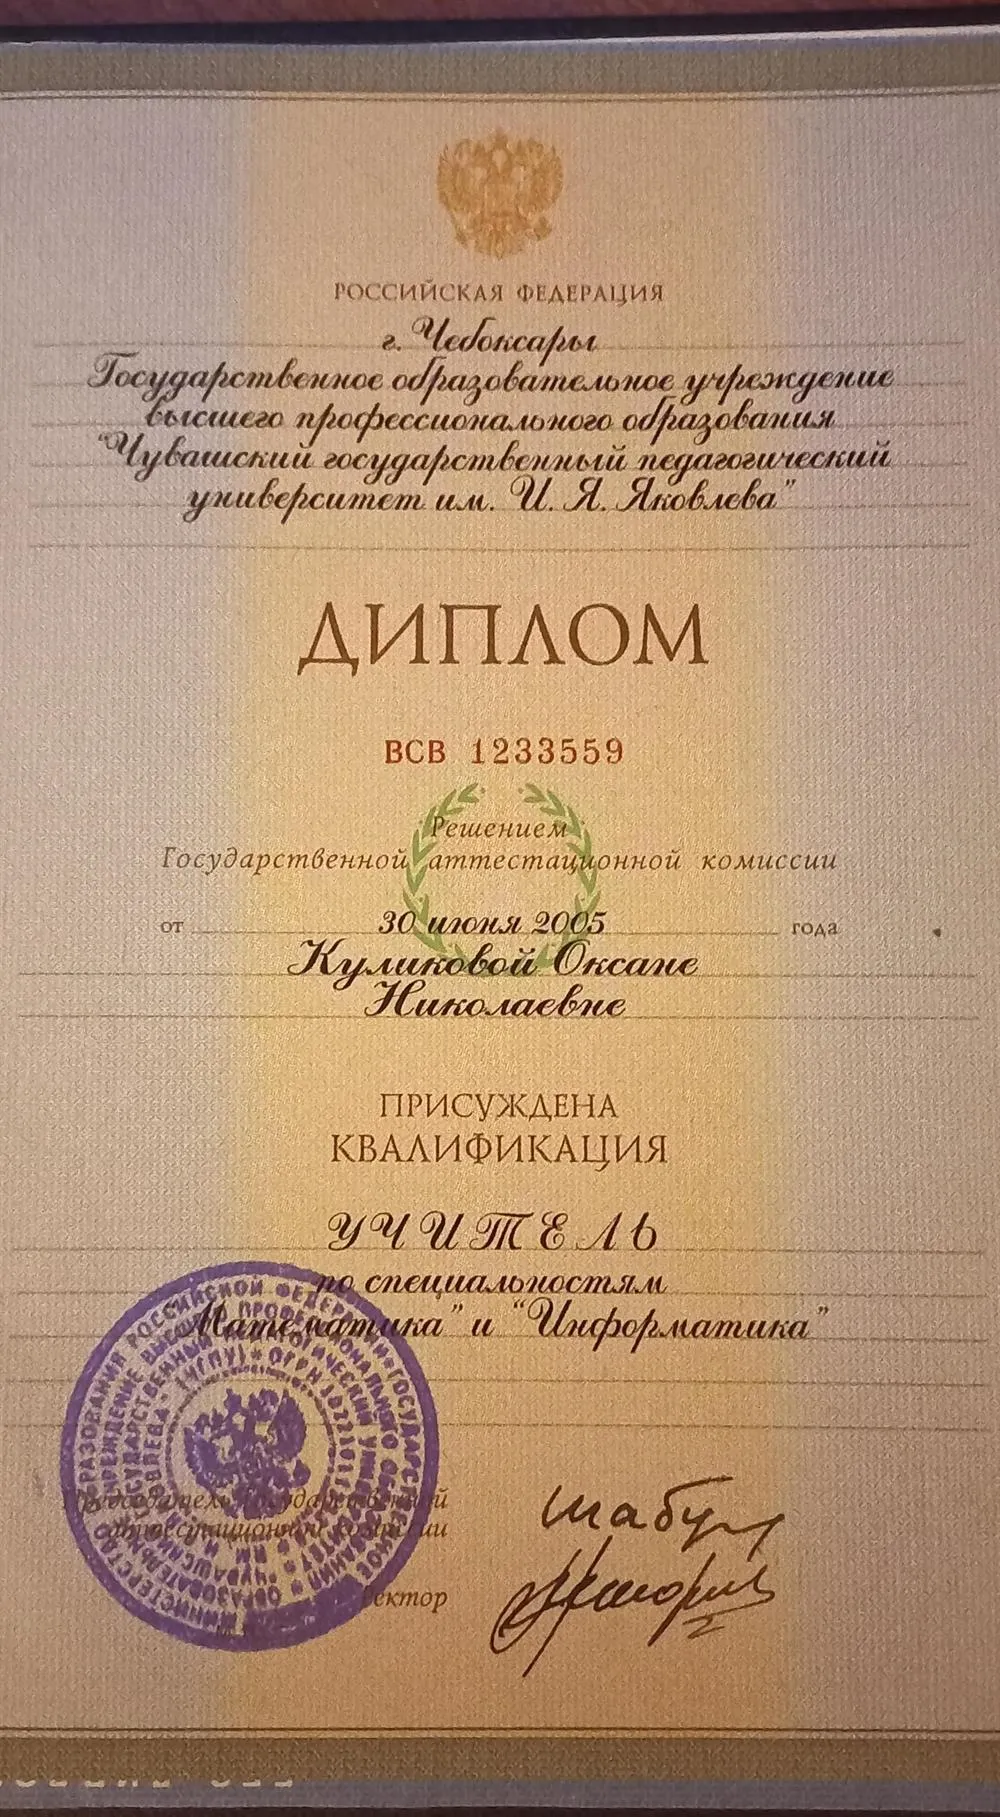 РОССИЙСКАЯ ФЕДЕРАЦИЯ
г. Чебоксары
Государственное образовательное учреждение
высшего профессионального образования
"Чувашский государственный педагогический
университет им. И. Я. Яковлева"
ДИПЛОМ
ВСВ 1233559
Решением
Государственной аттестационной комиссии
от 30 июня 2005 года
Куликовой Оксане
Николаевне
ПРИСУЖДЕНА
КВАЛИФИКАЦИЯ
УЧИТЕЛЬ
по специальностям
"Математика" и "Информатика"
Председатель Государственной
аттестационной комиссии
Ректор